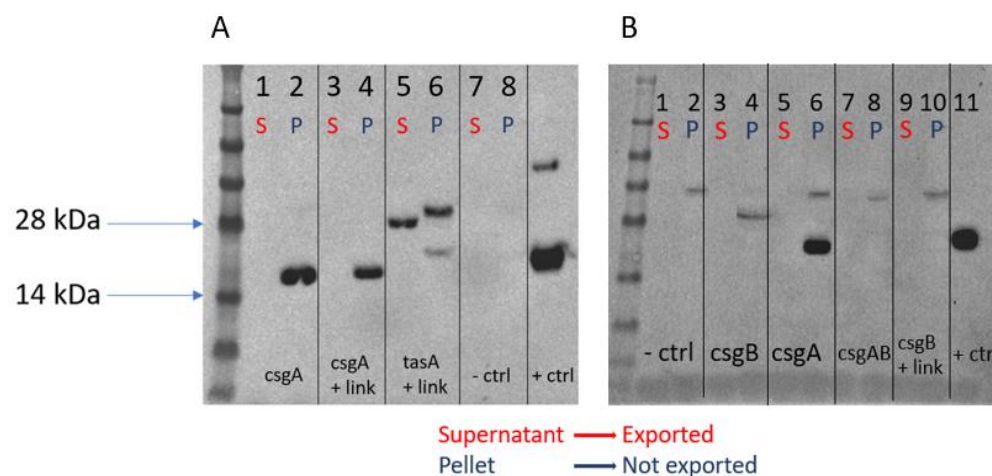 A
1 2 3 4 5 6 7 8
S P S P S P S P
28 kDa
14 kDa
csgA
csgA
+ link
tasA
+ link
- ctrl
+ ctrl
B
1 2 3 4 5 6 7 8 9 10 11
S P S P S P S P S P
- ctrl
csgB
csgA
csgAB
csgB
+ link
+ ctrl
Supernatant → Exported
Pellet → Not exported